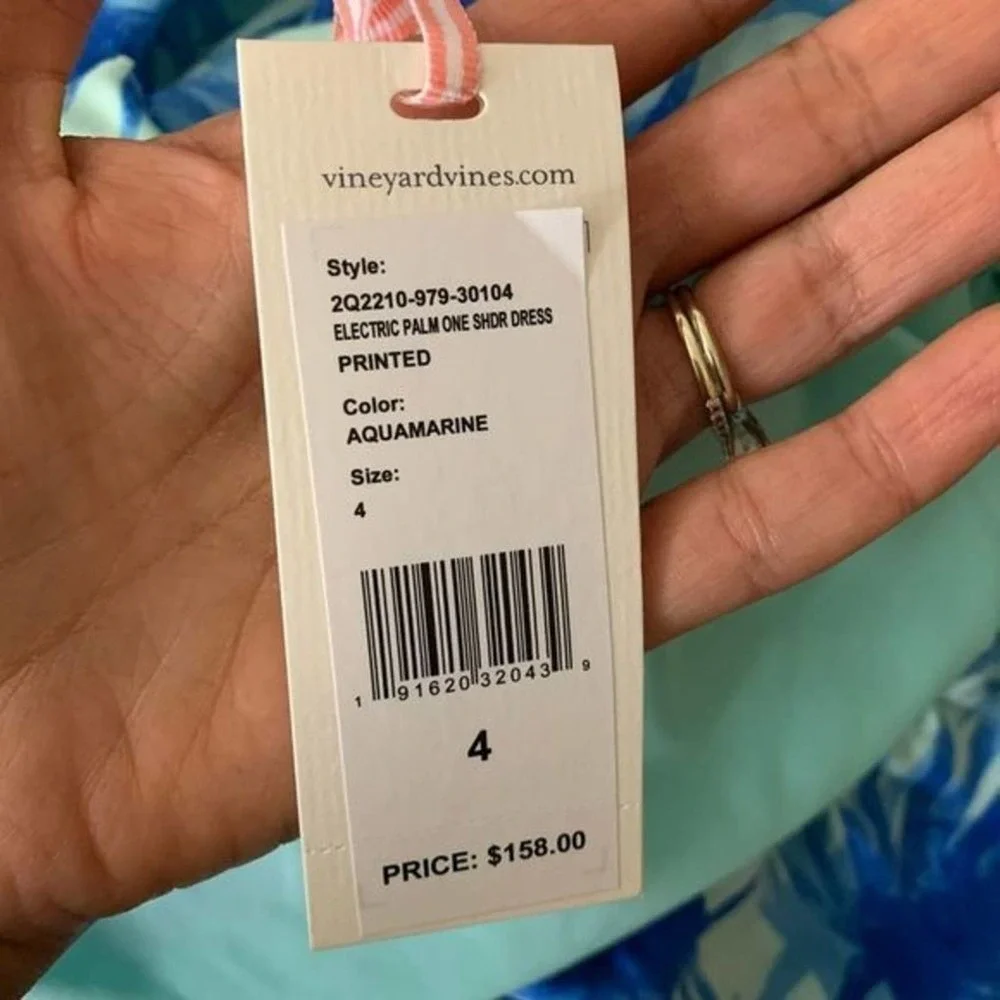 vineyardvines.com
Style:
2Q2210-979-30104
ELECTRIC PALM ONE SHDR DRESS
PRINTED
Color:
AQUAMARINE
Size:
4
1 91620 32043 9
4
PRICE: $158.00